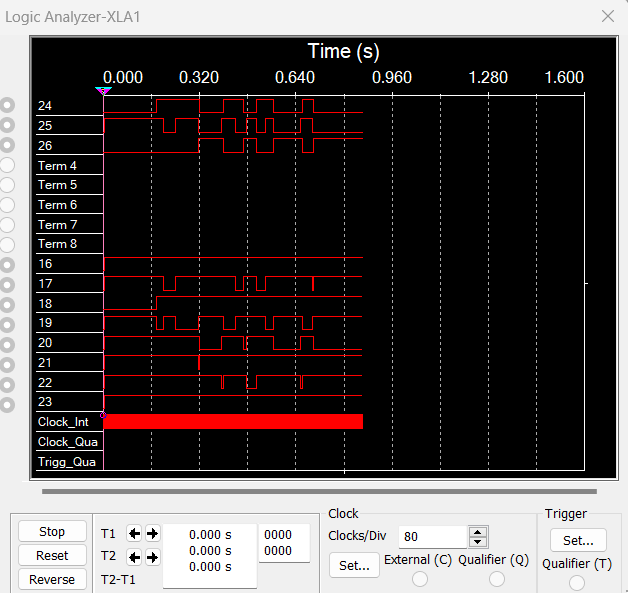 Logic Analyzer-XLA1
Time (s)
0.000 0.320 0.640 0.960 1.280 1.600
24
25
26
Term 4
Term 5
Term 6
Term 7
Term 8
16
17
18
19
20
21
22
23
Clock_Int
Clock_Qua
Trigg_Qua
Stop
Reset
Reverse
T1
T2
T2-T1
0.000 s
0.000 s
0.000 s
0000
0000
Clock
Clocks/Div 80
Set...
External (C) Qualifier (Q)
Trigger
Set...
Qualifier (T)